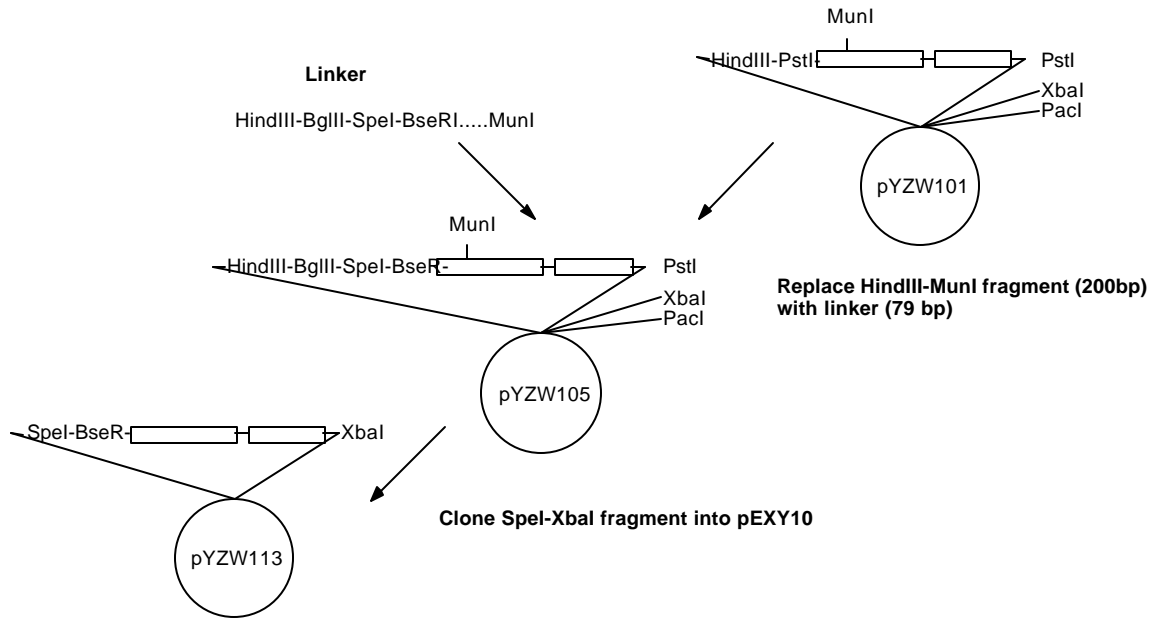 MunI
HindIII-PstI-
PstI
XbaI
PacI
pYZW101
Linker
HindIII-BglII-SpeI-BseRI.....MunI
MunI
HindIII-BglII-SpeI-BseR-
PstI
XbaI
PacI
pYZW105
Replace HindIII-MunI fragment (200bp)
with linker (79 bp)
SpeI-BseR-
XbaI
pYZW113
Clone SpeI-XbaI fragment into pEXY10